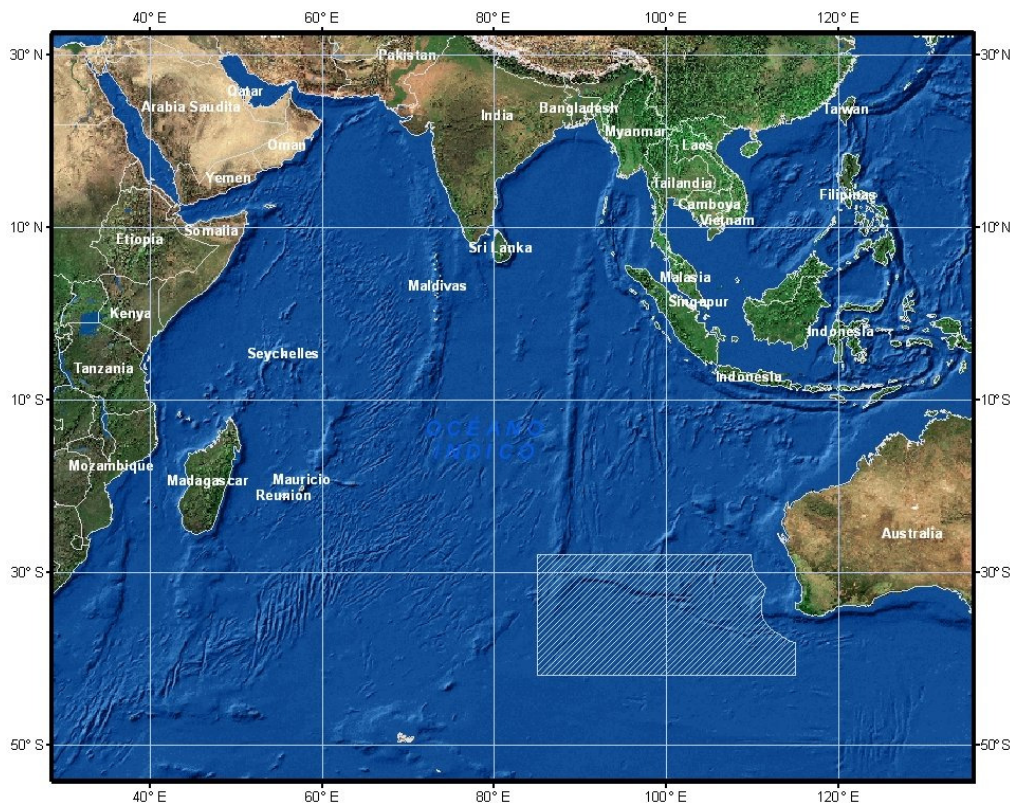 40° E 60° E 80° E 100° E 120° E
30° N 30° N
Pakistan
Qatar
Arabia Saudita
India
Bangladesh
Taiwan
Oman
Myanmar
Laos
Yemen
Tailandia
Filipinas
Camboya
Vietnam
10° N 10° N
Somalia
Etiopia
Sri Lanka
Malasia
Maldivas
Singapur
Kenya
Indonesia
Seychelles
Tanzania
Indonesia
10° S 10° S
OCEANO
INDICO
Mozambique
Madagascar
Mauricio
Reunión
Australia
30° S 30° S
50° S 50° S
40° E 60° E 80° E 100° E 120° E